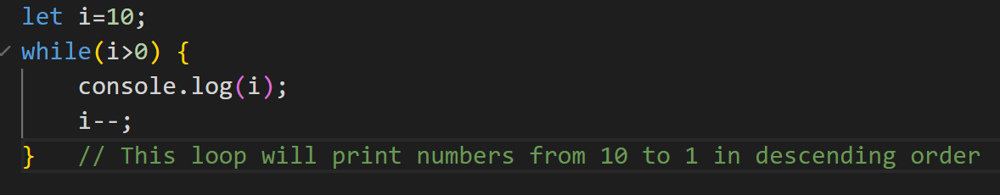 let i=10;
while(i>0) {
    console.log(i);
    i--;
}   // This loop will print numbers from 10 to 1 in descending order